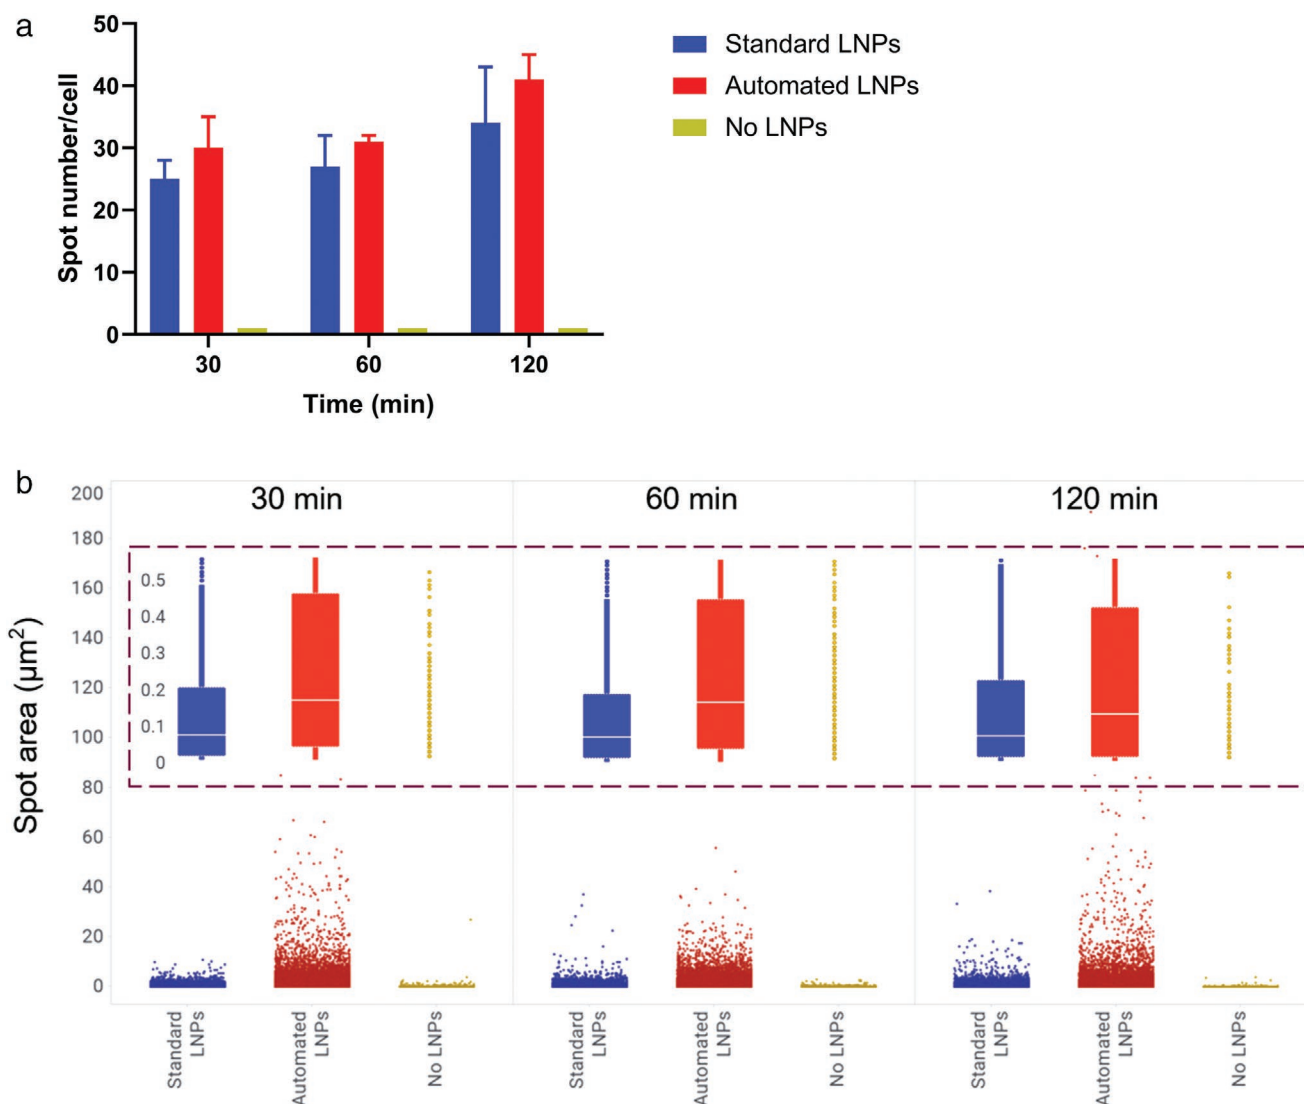 a
50
40
30
20
10
0
Spot number/cell
30
60
120
Time (min)
Standard LNPs
Automated LNPs
No LNPs
b
30 min
60 min
120 min
200
180
160
140
120
100
80
60
40
20
0
Spot area (μm²)
0.5
0.4
0.3
0.2
0.1
0
Standard
LNPs
Automated
LNPs
No LNPs
Standard
LNPs
Automated
LNPs
No LNPs
Standard
LNPs
Automated
LNPs
No LNPs